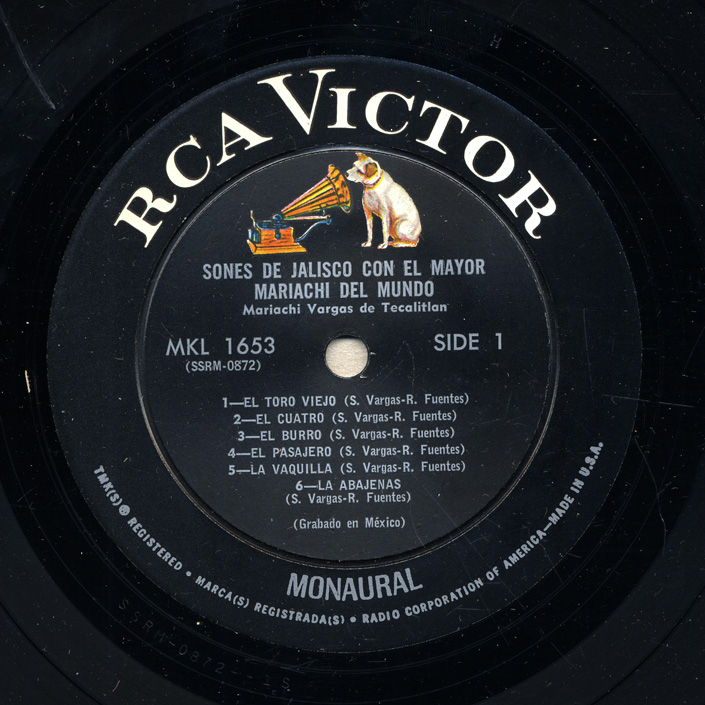 RCA VICTOR
SONES DE JALISCO CON EL MAYOR
MARIACHI DEL MUNDO
Mariachi Vargas de Tecalitlan
MKL 1653
(SSRM-0872)
SIDE 1
1—EL TORO VIEJO (S. Vargas-R. Fuentes)
2—EL CUATRO (S. Vargas-R. Fuentes)
3—EL BURRO (S. Vargas-R. Fuentes)
4—EL PASAJERO (S. Vargas-R. Fuentes)
5—LA VAQUILLA (S. Vargas-R. Fuentes)
6—LA ABAJENAS
(S. Vargas-R. Fuentes)
(Grabado en México)
MONAURAL
TMK(S) ® REGISTERED • MARCA(S) REGISTRADA(S) • RADIO CORPORATION OF AMERICA—MADE IN U.S.A.
SSRM-0872